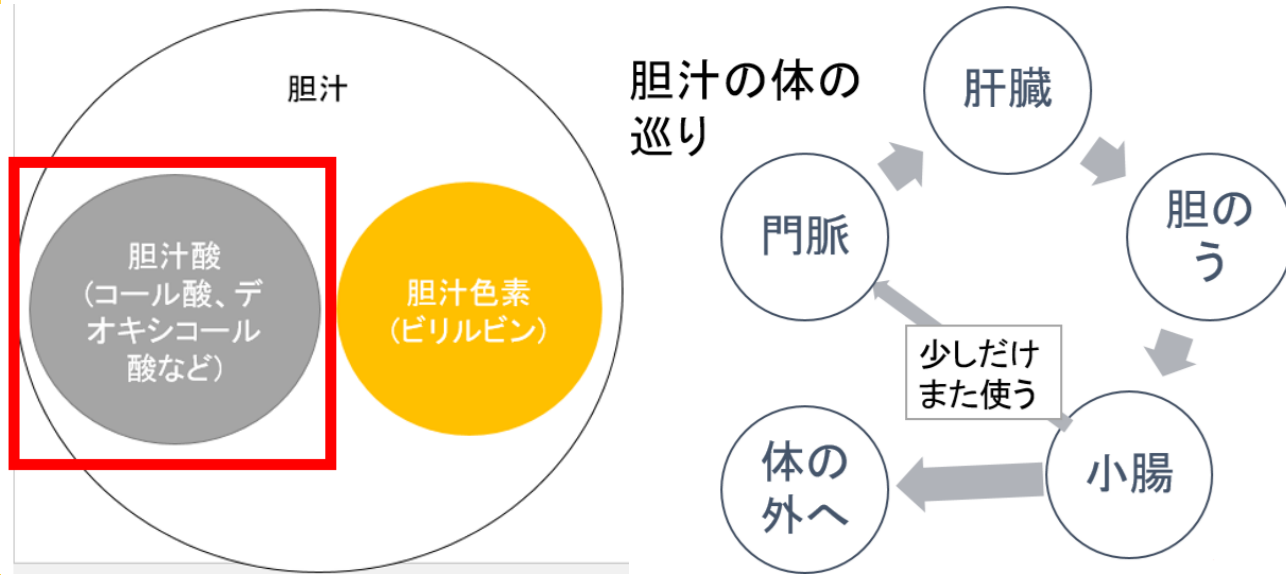 胆汁
胆汁酸
(コール酸、デ
オキシコール
酸など)
胆汁色素
(ビリルビン)
胆汁の体の
巡り
肝臓
胆の
う
小腸
少しだけ
また使う
門脈
体の
外へ